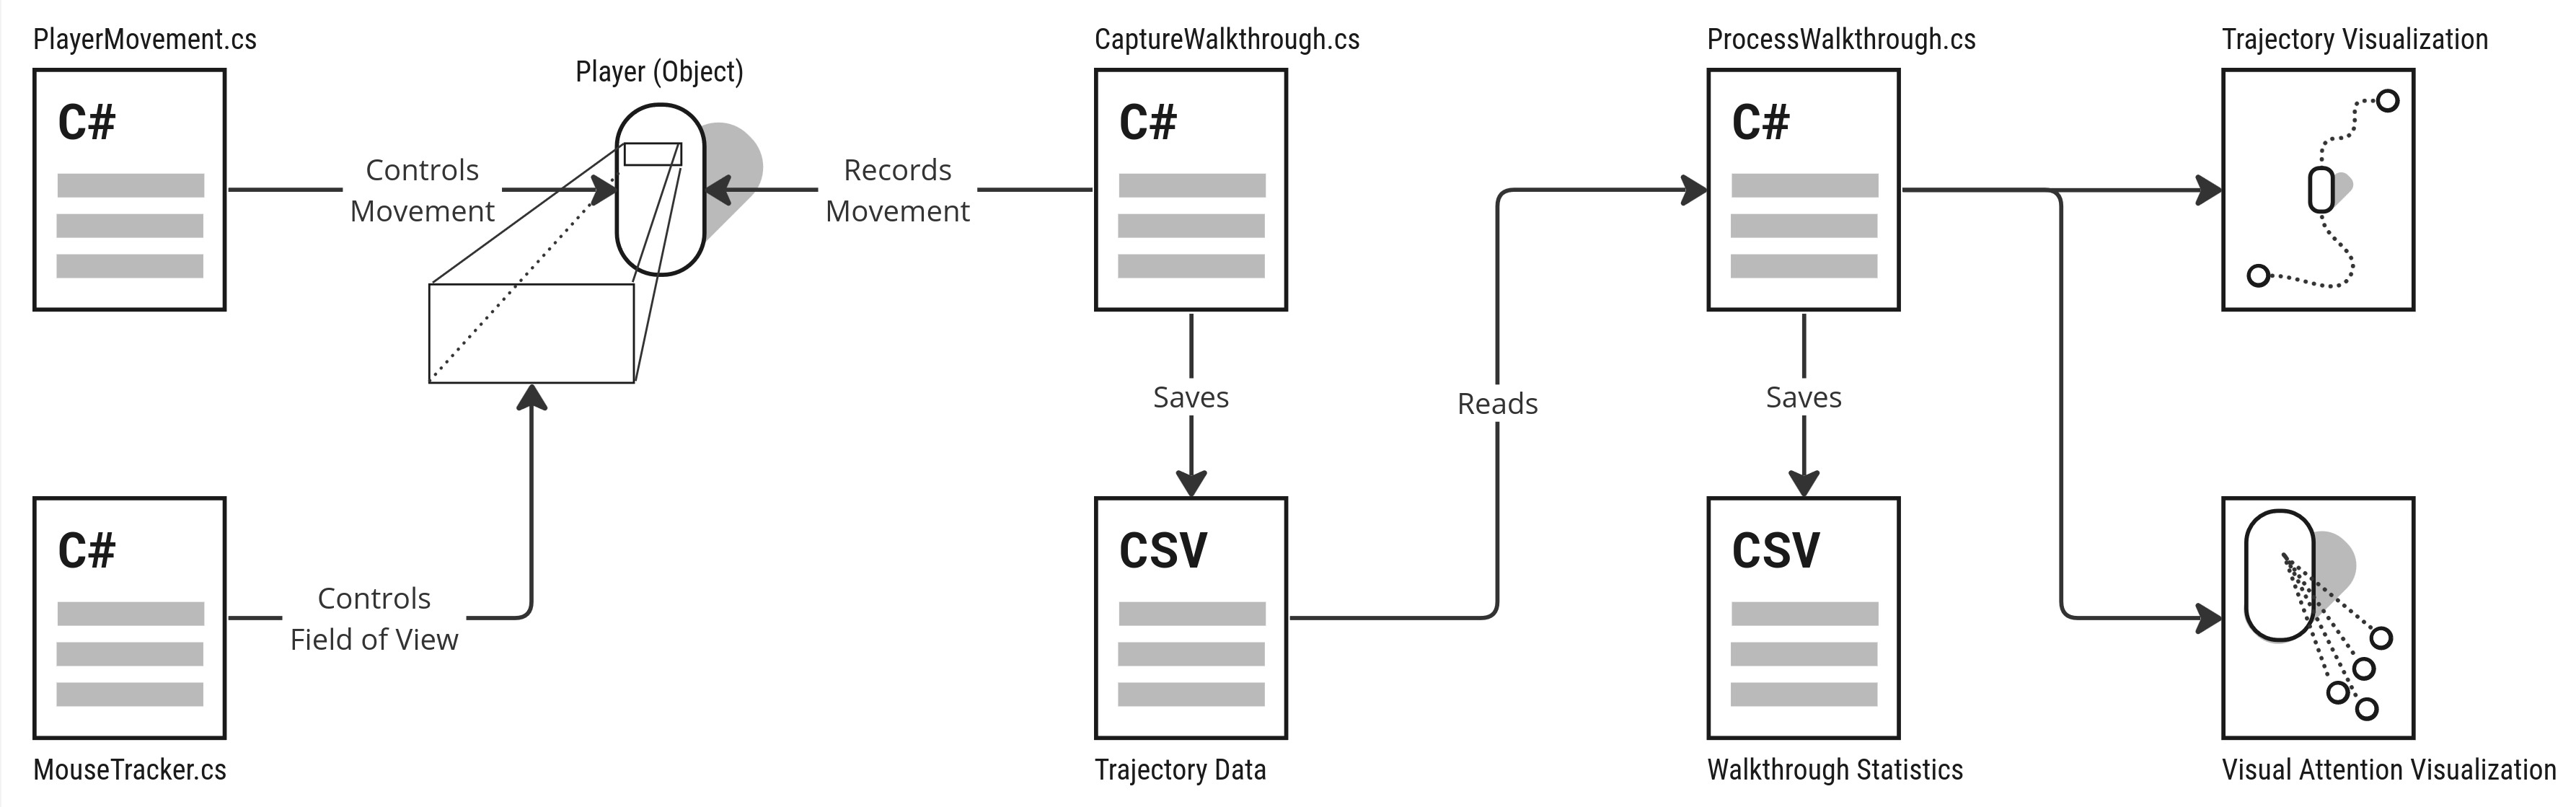 PlayerMovement.cs
C#
Controls
Movement
Player (Object)
Records
Movement
CaptureWalkthrough.cs
C#
ProcessWalkthrough.cs
C#
Trajectory Visualization
Saves
Reads
Saves
C#
MouseTracker.cs
Controls
Field of View
CSV
Trajectory Data
CSV
Walkthrough Statistics
Visual Attention Visualization